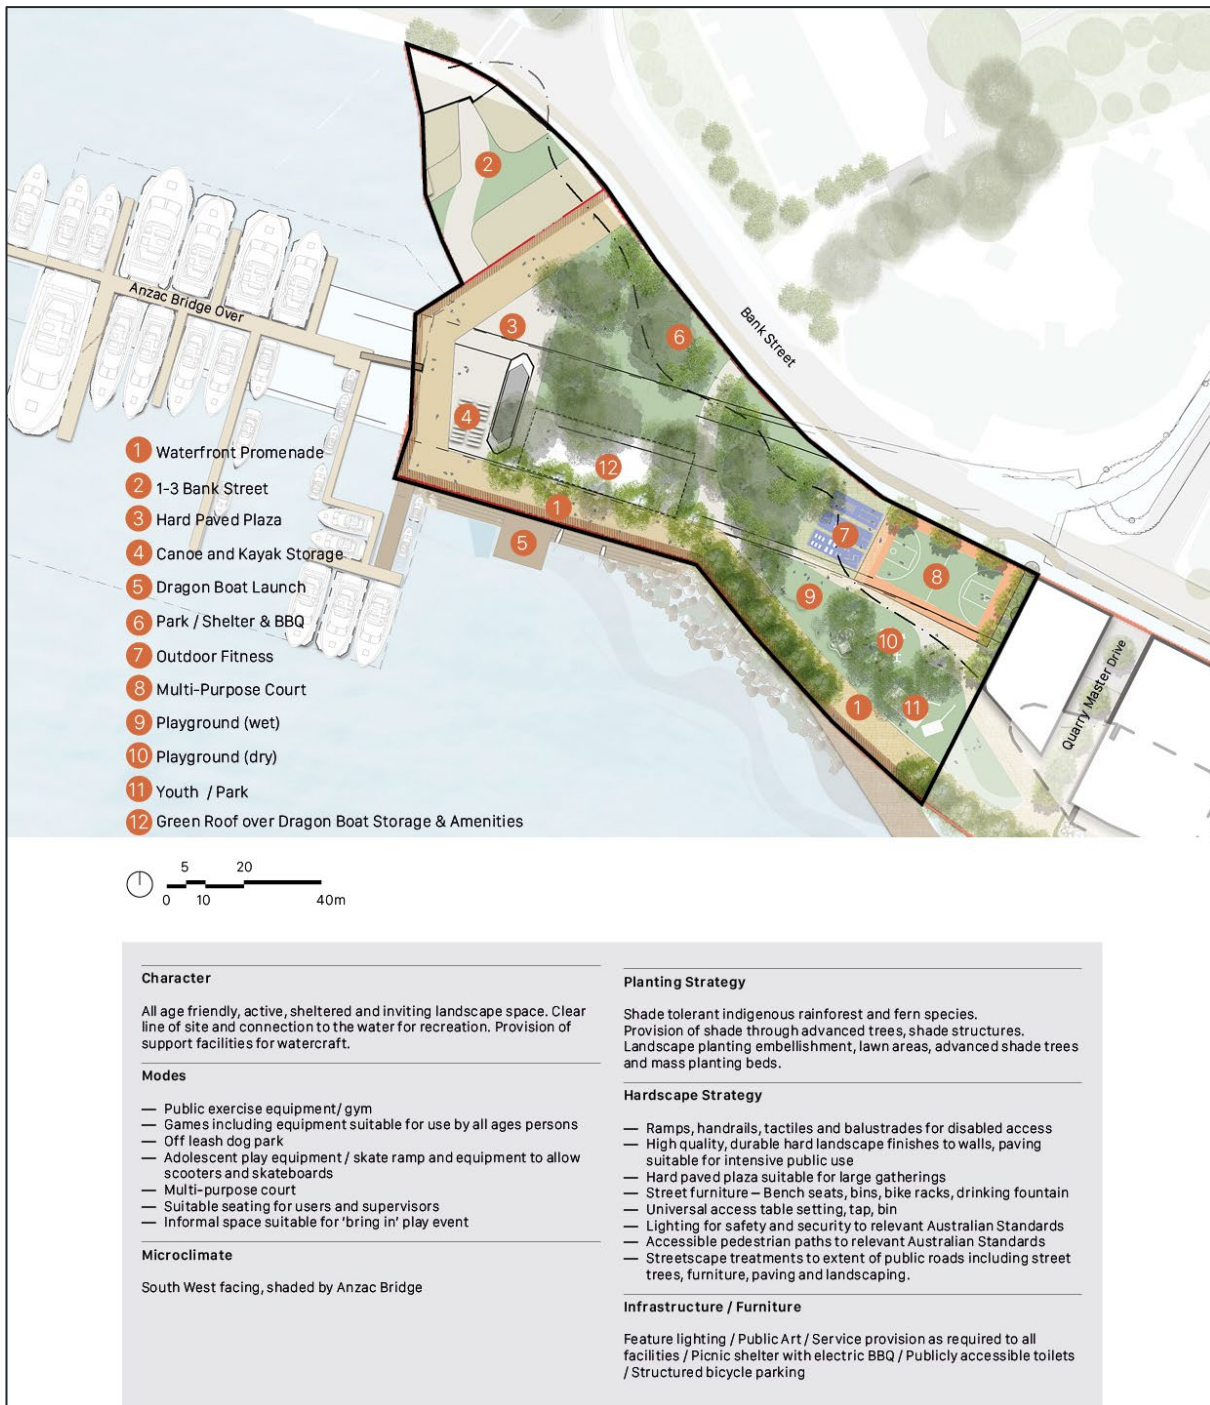 2
Anzac Bridge Over
3
6
Bank Street
4
12
1
7
5
8
9
10
1
11
Quarry Master Drive
1 Waterfront Promenade
2 1-3 Bank Street
3 Hard Paved Plaza
4 Canoe and Kayak Storage
5 Dragon Boat Launch
6 Park / Shelter & BBQ
7 Outdoor Fitness
8 Multi-Purpose Court
9 Playground (wet)
10 Playground (dry)
11 Youth / Park
12 Green Roof over Dragon Boat Storage & Amenities
5 20
0 10 40m
Character
All age friendly, active, sheltered and inviting landscape space. Clear
line of site and connection to the water for recreation. Provision of
support facilities for watercraft.
Modes
— Public exercise equipment/ gym
— Games including equipment suitable for use by all ages persons
— Off leash dog park
— Adolescent play equipment / skate ramp and equipment to allow
scooters and skateboards
— Multi-purpose court
— Suitable seating for users and supervisors
— Informal space suitable for 'bring in' play event
Microclimate
South West facing, shaded by Anzac Bridge
Planting Strategy
Shade tolerant indigenous rainforest and fern species.
Provision of shade through advanced trees, shade structures.
Landscape planting embellishment, lawn areas, advanced shade trees
and mass planting beds.
Hardscape Strategy
— Ramps, handrails, tactiles and balustrades for disabled access
— High quality, durable hard landscape finishes to walls, paving
suitable for intensive public use
— Hard paved plaza suitable for large gatherings
— Street furniture – Bench seats, bins, bike racks, drinking fountain
— Universal access table setting, tap, bin
— Lighting for safety and security to relevant Australian Standards
— Accessible pedestrian paths to relevant Australian Standards
— Streetscape treatments to extent of public roads including street
trees, furniture, paving and landscaping.
Infrastructure / Furniture
Feature lighting / Public Art / Service provision as required to all
facilities / Picnic shelter with electric BBQ / Publicly accessible toilets
/ Structured bicycle parking